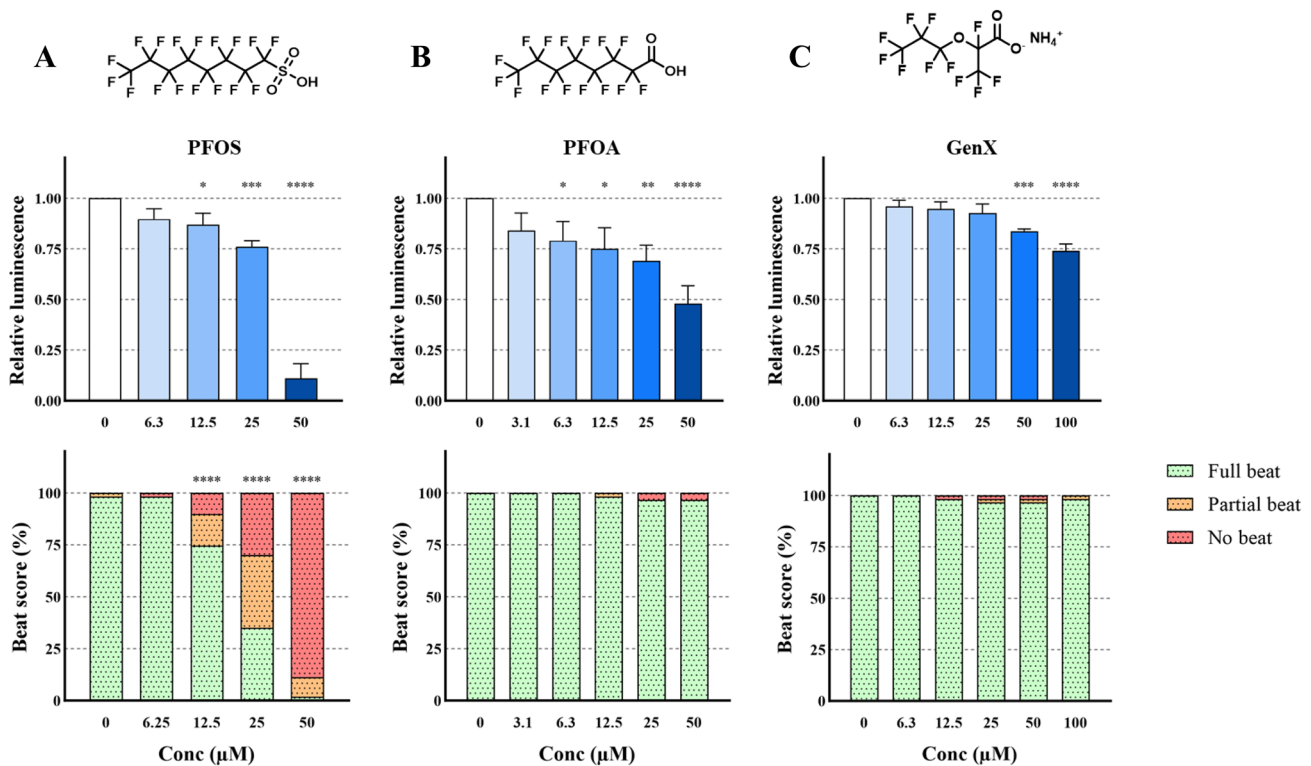 A
F F F F F F F F
F
F
F
F F F F F F F F
S
O
O
OH
B
F F F F F F
F
F
F
F F F F F F
O
OH
C
F F
F
F
F
F F
O
F
O
O-
NH4+
F
F
F
PFOS
Relative luminescence
1.00
0.75
0.50
0.25
0.00
* *** ****
0 6.3 12.5 25 50
PFOA
Relative luminescence
1.00
0.75
0.50
0.25
0.00
* * ** ****
0 3.1 6.3 12.5 25 50
GenX
Relative luminescence
1.00
0.75
0.50
0.25
0.00
*** ****
0 6.3 12.5 25 50 100
Beat score (%)
100
75
50
25
0
**** **** ****
0 6.25 12.5 25 50
Conc (µM)
Beat score (%)
100
75
50
25
0
0 3.1 6.3 12.5 25 50
Conc (µM)
Beat score (%)
100
75
50
25
0
0 6.3 12.5 25 50 100
Conc (µM)
Full beat
Partial beat
No beat